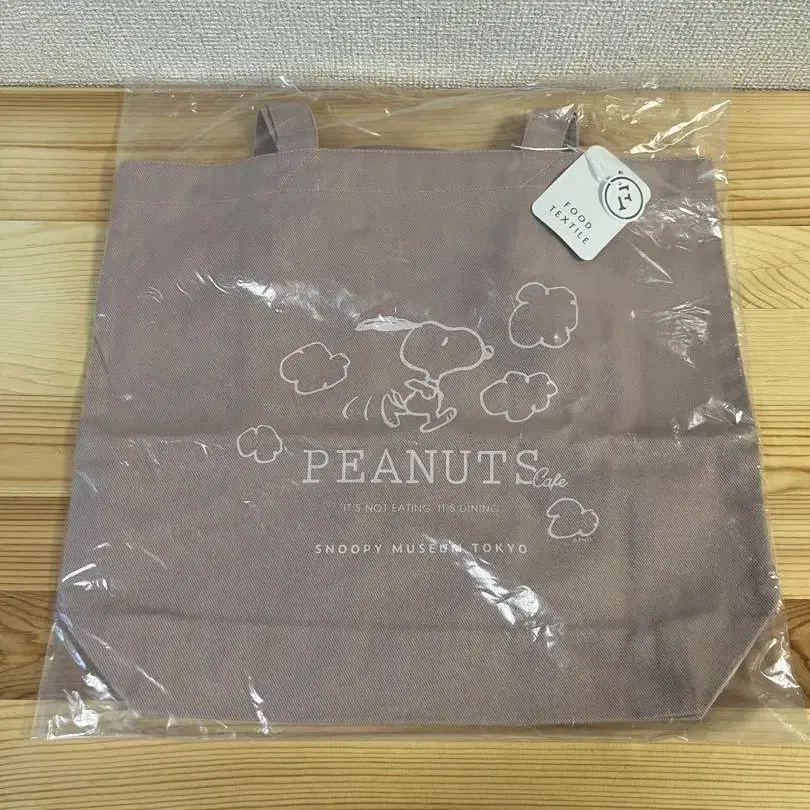 FOOD
TEXTILE
PEANUTS Cafe
IT'S NOT EATING. IT'S DINING.
SNOOPY MUSEUM TOKYO